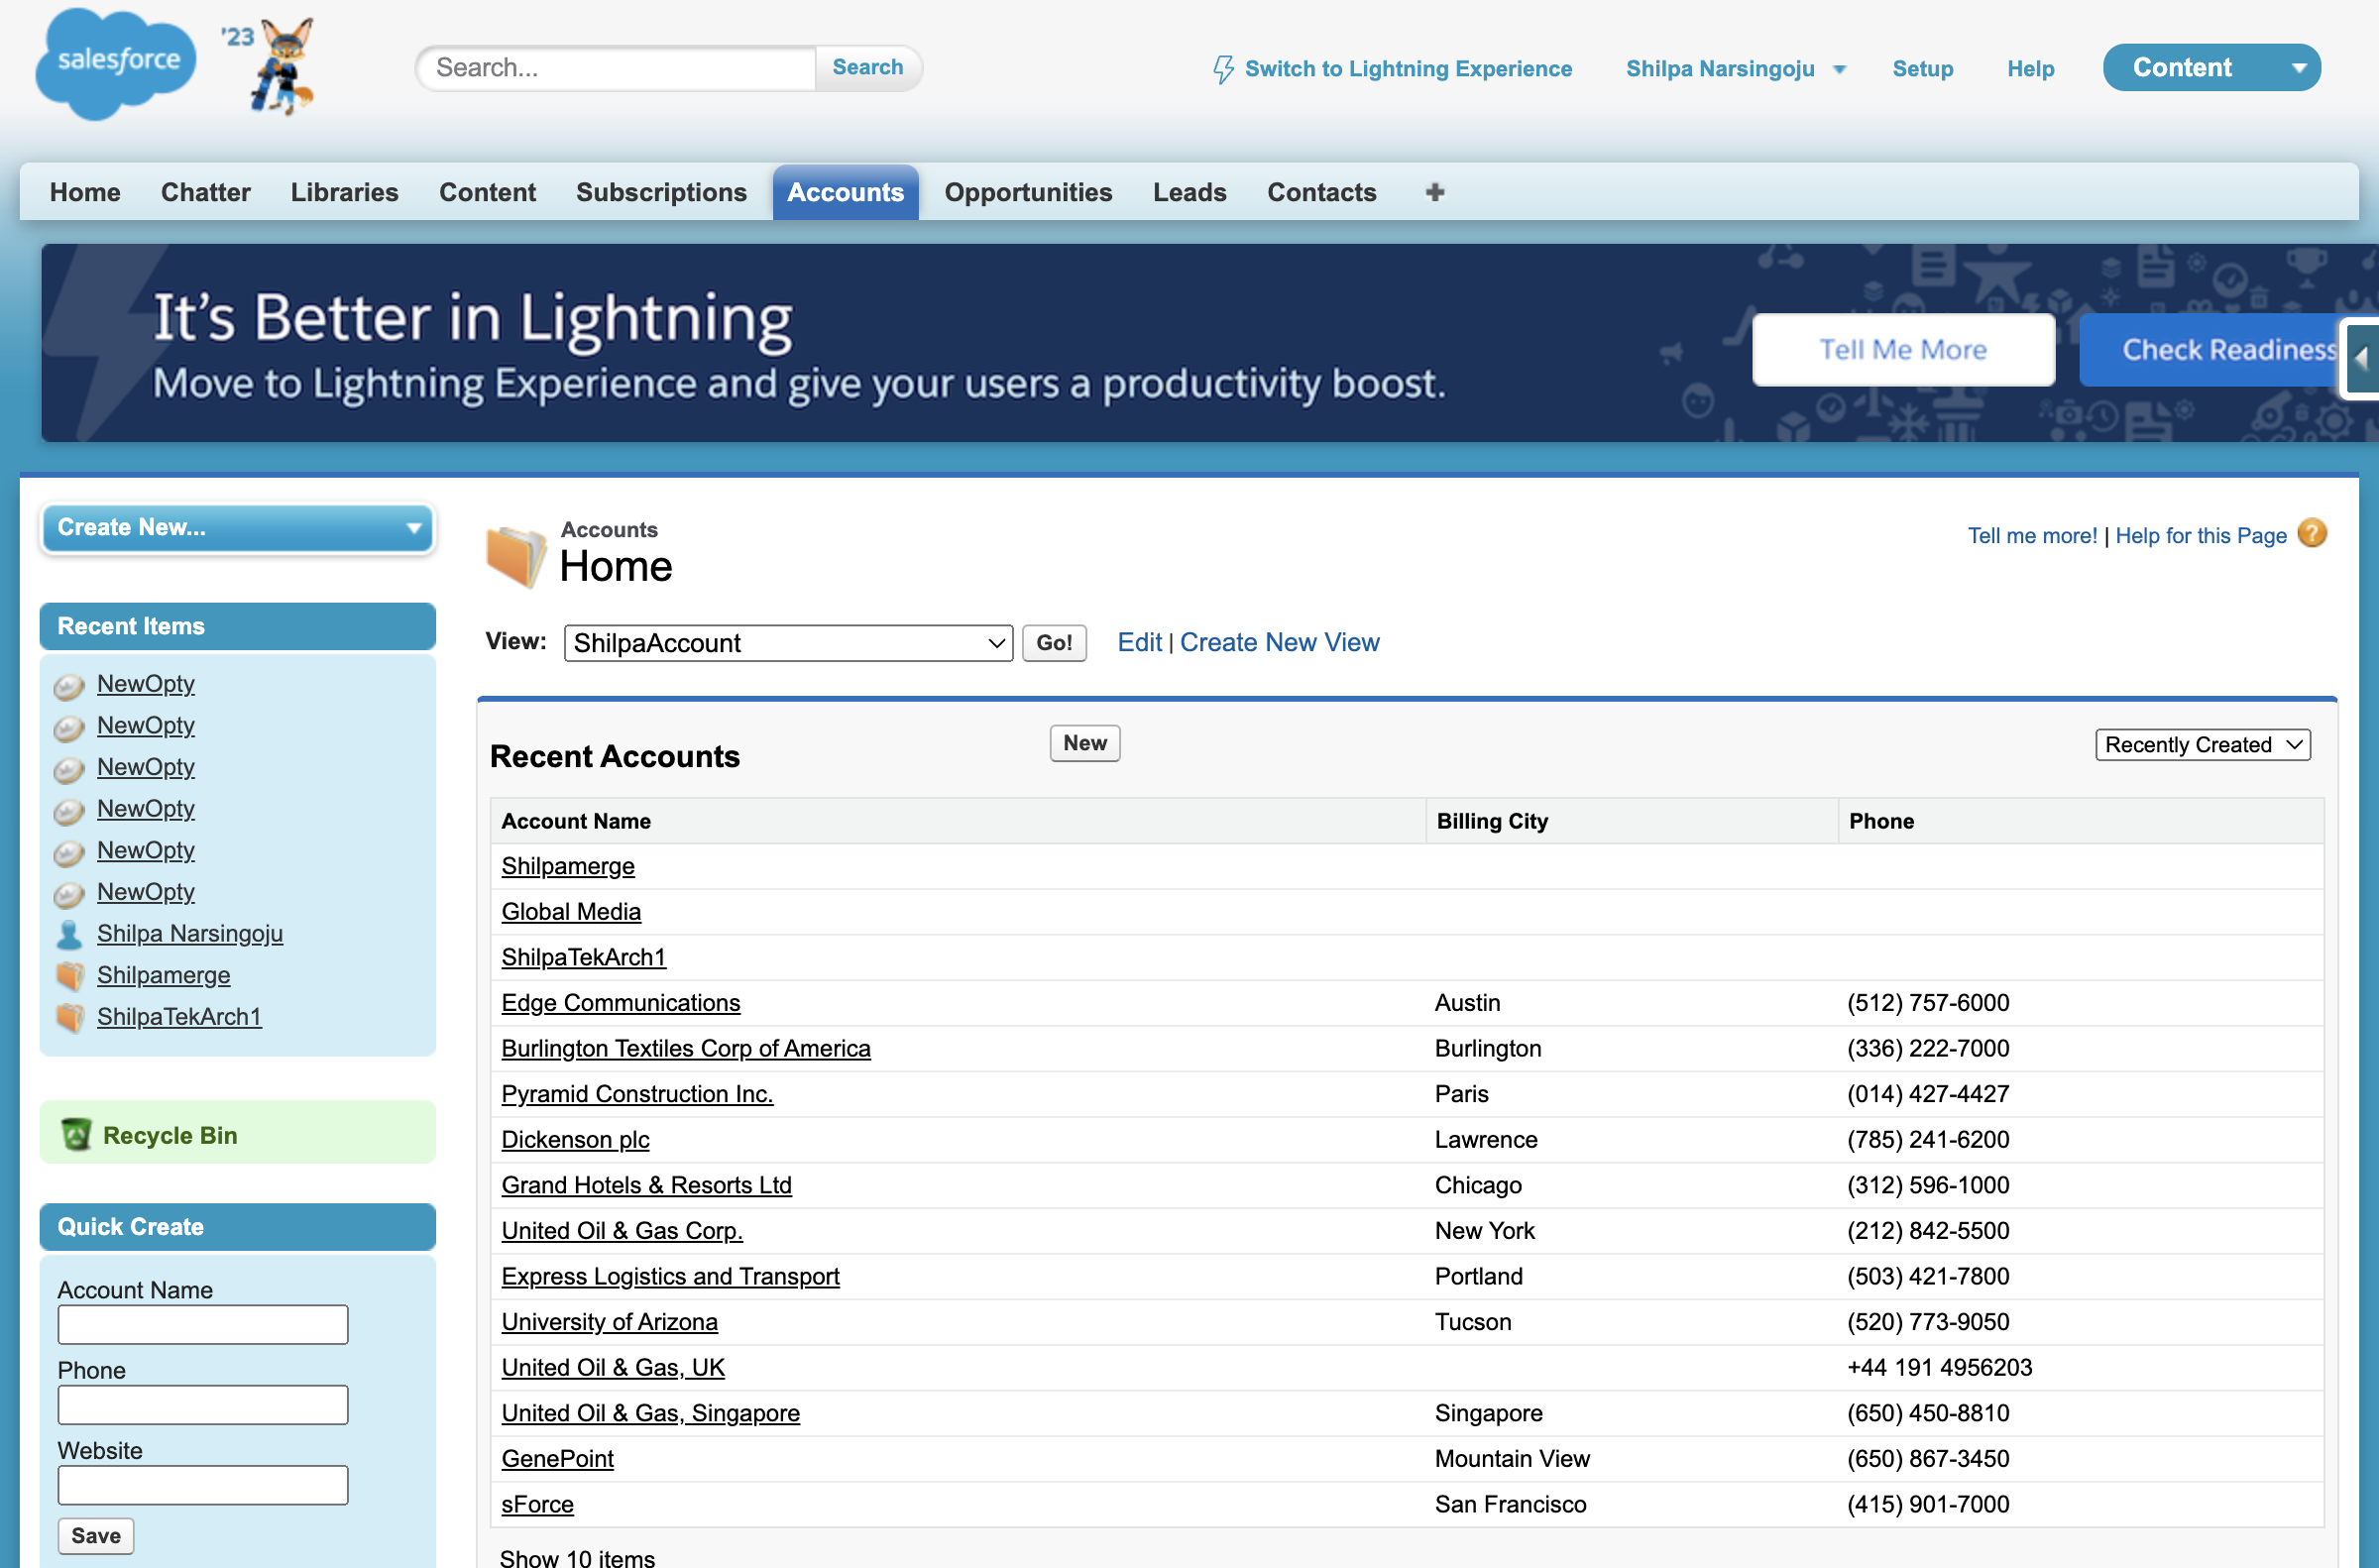 salesforce
’23
Search...
Search
Switch to Lightning Experience
Shilpa Narsingoju
Setup
Help
Content
Home Chatter Libraries Content Subscriptions Accounts Opportunities Leads Contacts +
It’s Better in Lightning
Move to Lightning Experience and give your users a productivity boost.
Tell Me More
Check Readiness
Create New...
Recent Items
NewOpty
NewOpty
NewOpty
NewOpty
NewOpty
NewOpty
Shilpa Narsingoju
Shilpamerge
ShilpaTekArch1
Recycle Bin
Quick Create
Account Name
Phone
Website
Save
Accounts
Home
Tell me more! | Help for this Page ?
View: ShilpaAccount Go! Edit | Create New View
Recent Accounts New Recently Created
Account Name Billing City Phone
Shilpamerge
Global Media
ShilpaTekArch1
Edge Communications Austin (512) 757-6000
Burlington Textiles Corp of America Burlington (336) 222-7000
Pyramid Construction Inc. Paris (014) 427-4427
Dickenson plc Lawrence (785) 241-6200
Grand Hotels & Resorts Ltd Chicago (312) 596-1000
United Oil & Gas Corp. New York (212) 842-5500
Express Logistics and Transport Portland (503) 421-7800
University of Arizona Tucson (520) 773-9050
United Oil & Gas, UK +44 191 4956203
United Oil & Gas, Singapore Singapore (650) 450-8810
GenePoint Mountain View (650) 867-3450
sForce San Francisco (415) 901-7000
Show 10 items